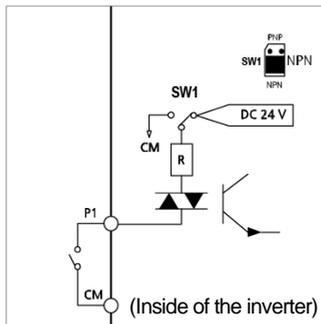 PNP
SW1 NPN
NPN
SW1
DC 24 V
CM
R
P1
CM
(Inside of the inverter)